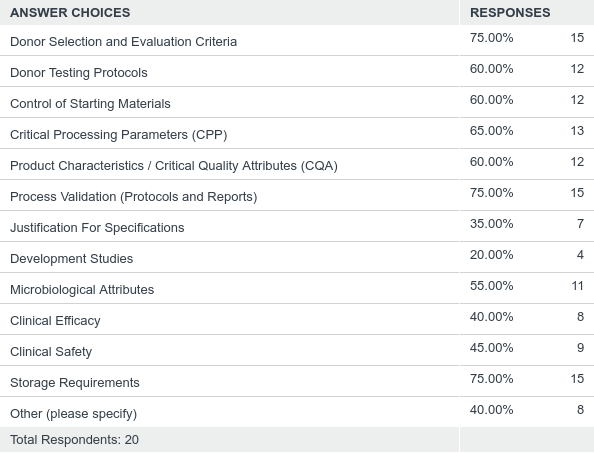 ANSWER CHOICES RESPONSES
Donor Selection and Evaluation Criteria 75.00% 15
Donor Testing Protocols 60.00% 12
Control of Starting Materials 60.00% 12
Critical Processing Parameters (CPP) 65.00% 13
Product Characteristics / Critical Quality Attributes (CQA) 60.00% 12
Process Validation (Protocols and Reports) 75.00% 15
Justification For Specifications 35.00% 7
Development Studies 20.00% 4
Microbiological Attributes 55.00% 11
Clinical Efficacy 40.00% 8
Clinical Safety 45.00% 9
Storage Requirements 75.00% 15
Other (please specify) 40.00% 8
Total Respondents: 20